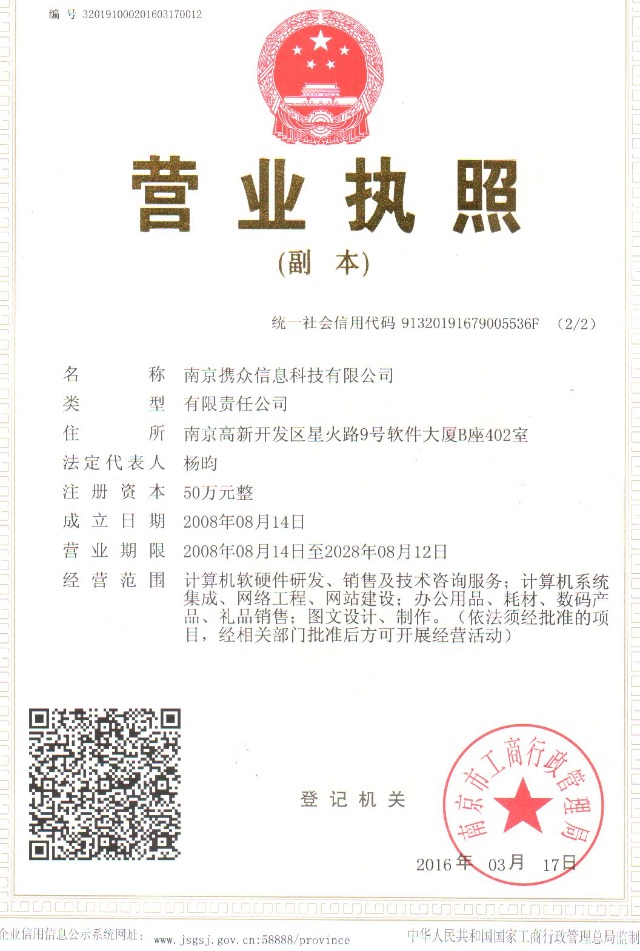 编 号 320191000201603170012
营业执照
(副 本)
统一社会信用代码 91320191679005536F (2/2)
名 称 南京携众信息科技有限公司
类 型 有限责任公司
住 所 南京高新开发区星火路9号软件大厦B座402室
法定代表人 杨昀
注册资本 50万元整
成立日期 2008年08月14日
营业期限 2008年08月14日至2028年08月12日
经营范围 计算机软硬件研发、销售及技术咨询服务；计算机系统
集成、网络工程、网站建设；办公用品、耗材、数码产
品、礼品销售；图文设计、制作。（依法须经批准的项
目，经相关部门批准后方可开展经营活动）
南京市工商行政管理局
登记机关
2016年 03月 17日
企业信用信息公示系统网址： www.jsgsj.gov.cn:58888/province
中华人民共和国国家工商行政管理总局监制